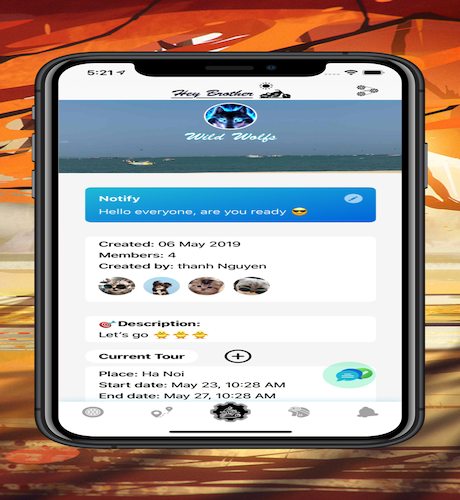 5:21
Hey Brother
Wild Wolfs
Notify
Hello everyone, are you ready 😎
Created: 06 May 2019
Members: 4
Created by: thanh Nguyen
🎯 Description:
Let's go 🌟 🌟 🌟
Current Tour
Place: Ha Noi
Start date: May 23, 10:28 AM
End date: May 27, 10:28 AM